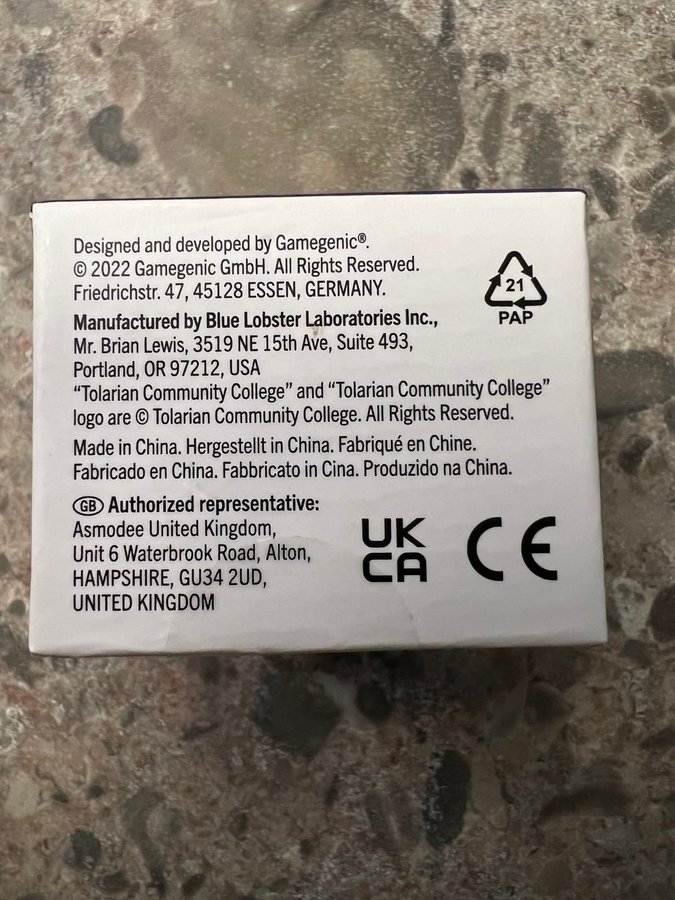 Designed and developed by Gamegenic®.
© 2022 Gamegenic GmbH. All Rights Reserved.
Friedrichstr. 47, 45128 ESSEN, GERMANY.
21
PAP
Manufactured by Blue Lobster Laboratories Inc.,
Mr. Brian Lewis, 3519 NE 15th Ave, Suite 493,
Portland, OR 97212, USA
“Tolarian Community College” and “Tolarian Community College”
logo are © Tolarian Community College. All Rights Reserved.
Made in China. Hergestellt in China. Fabriqué en Chine.
Fabricado en China. Fabbricato in Cina. Produzido na China.
GB Authorized representative:
Asmodee United Kingdom,
Unit 6 Waterbrook Road, Alton,
HAMPSHIRE, GU34 2UD,
UNITED KINGDOM
UK
CA
CE